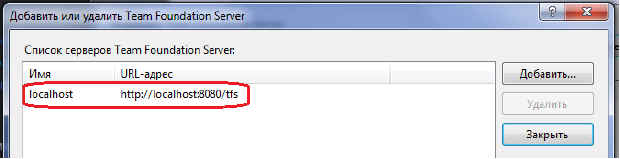 Добавить или удалить Team Foundation Server
Список серверов Team Foundation Server:
Имя URL-адрес
Добавить...
localhost http://localhost:8080/tfs
Удалить
Закрыть